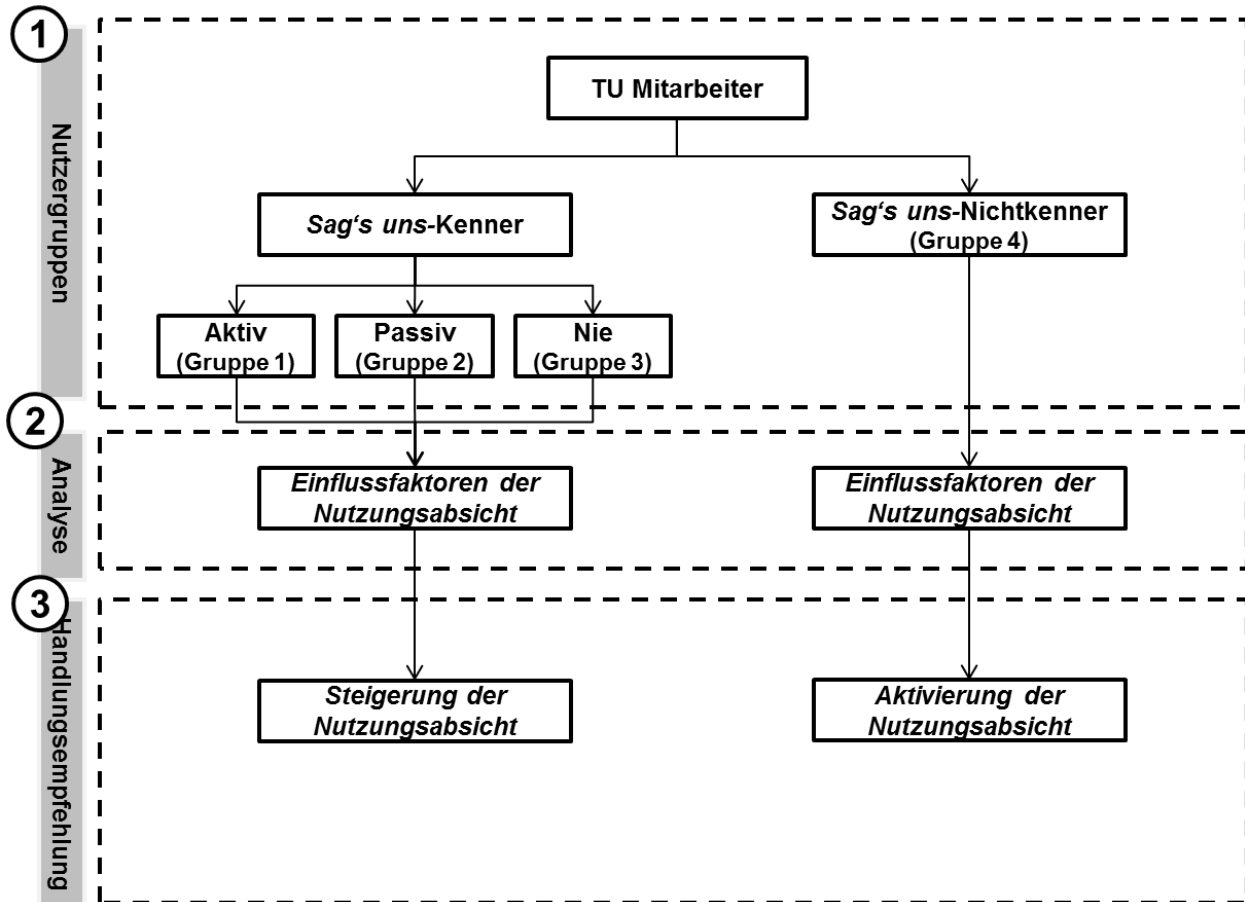 1
Nutzergruppen
TU Mitarbeiter
Sag‘s uns-Kenner
Sag‘s uns-Nichtkenner
(Gruppe 4)
Aktiv
(Gruppe 1)
Passiv
(Gruppe 2)
Nie
(Gruppe 3)
2
Analyse
Einflussfaktoren der
Nutzungsabsicht
Einflussfaktoren der
Nutzungsabsicht
3
Handlungsempfehlung
Steigerung der
Nutzungsabsicht
Aktivierung der
Nutzungsabsicht